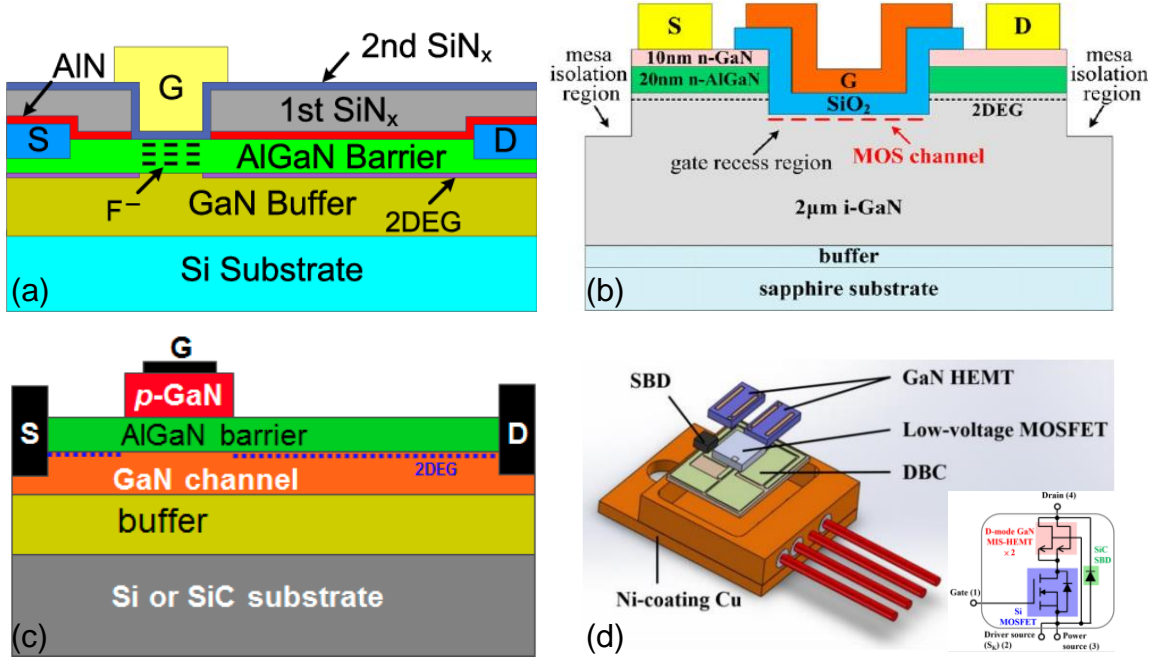 2nd SiNx
AlN
G
1st SiNx
S
D
AlGaN Barrier
F−
2DEG
GaN Buffer
Si Substrate
(a)
S
D
mesa
isolation
region
mesa
isolation
region
10nm n-GaN
20nm n-AlGaN
G
SiO2
2DEG
gate recess region
MOS channel
2μm i-GaN
buffer
sapphire substrate
(b)
G
p-GaN
S
D
AlGaN barrier
2DEG
GaN channel
buffer
Si or SiC substrate
(c)
SBD
GaN HEMT
Low-voltage MOSFET
DBC
Ni-coating Cu
(d)
Drain (4)
D-mode GaN
MIS-HEMT
× 2
SiC
SBD
Gate (1)
Si
MOSFET
Driver source
(SK) (2)
Power
source (3)